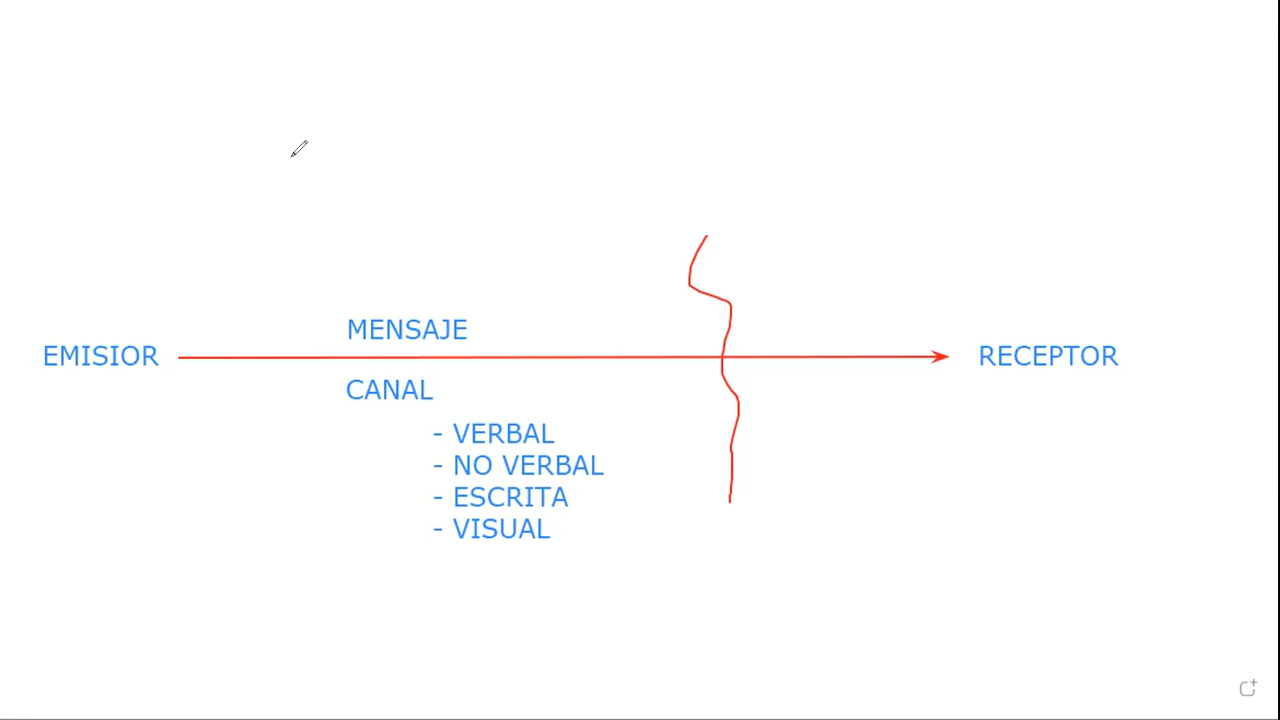 MENSAJE
EMISIOR
RECEPTOR
CANAL
- VERBAL
- NO VERBAL
- ESCRITA
- VISUAL